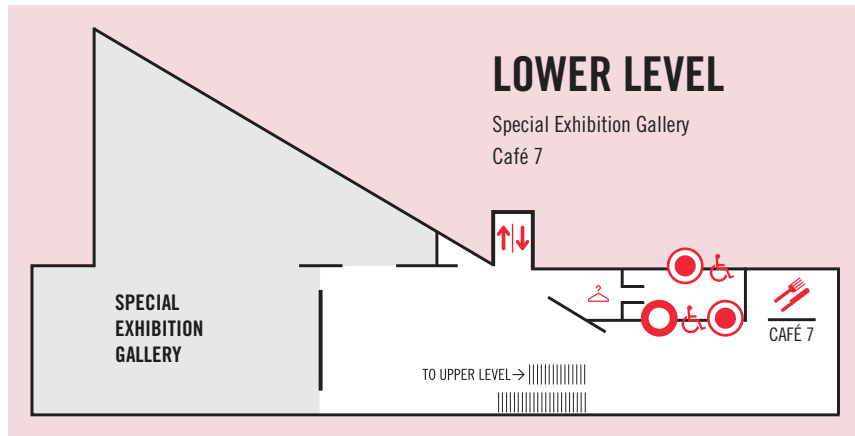 LOWER LEVEL
Special Exhibition Gallery
Café 7
SPECIAL
EXHIBITION
GALLERY
CAFÉ 7
TO UPPER LEVEL→